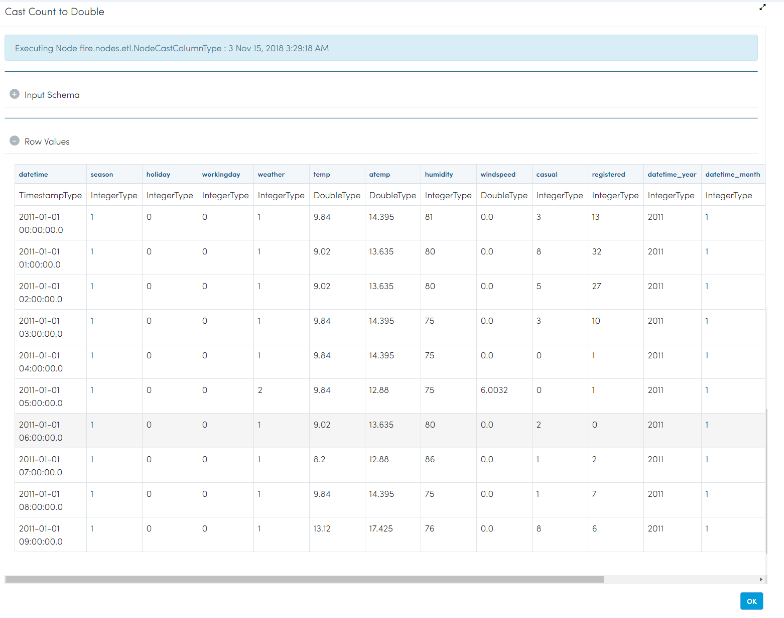 Cast Count to Double
Executing Node fire.nodes.etl.NodeCastColumnType : 3 Nov 15, 2018 3:29:18 AM
Input Schema
Row Values
datetime season holiday workingday weather temp atemp humidity windspeed casual registered datetime_year datetime_month
TimestampType IntegerType IntegerType IntegerType IntegerType DoubleType DoubleType IntegerType DoubleType IntegerType IntegerType IntegerType IntegerType
2011-01-01 1 0 0 1 9.84 14.395 81 0.0 3 13 2011 1
00:00:00.0
2011-01-01 1 0 0 1 9.02 13.635 80 0.0 8 32 2011 1
01:00:00.0
2011-01-01 1 0 0 1 9.02 13.635 80 0.0 5 27 2011 1
02:00:00.0
2011-01-01 1 0 0 1 9.84 14.395 75 0.0 3 10 2011 1
03:00:00.0
2011-01-01 1 0 0 1 9.84 14.395 75 0.0 0 1 2011 1
04:00:00.0
2011-01-01 1 0 0 2 9.84 12.88 75 6.0032 0 1 2011 1
05:00:00.0
2011-01-01 1 0 0 1 9.02 13.635 80 0.0 2 0 2011 1
06:00:00.0
2011-01-01 1 0 0 1 8.2 12.88 86 0.0 1 2 2011 1
07:00:00.0
2011-01-01 1 0 0 1 9.84 14.395 75 0.0 1 7 2011 1
08:00:00.0
2011-01-01 1 0 0 1 13.12 17.425 76 0.0 8 6 2011 1
09:00:00.0
OK